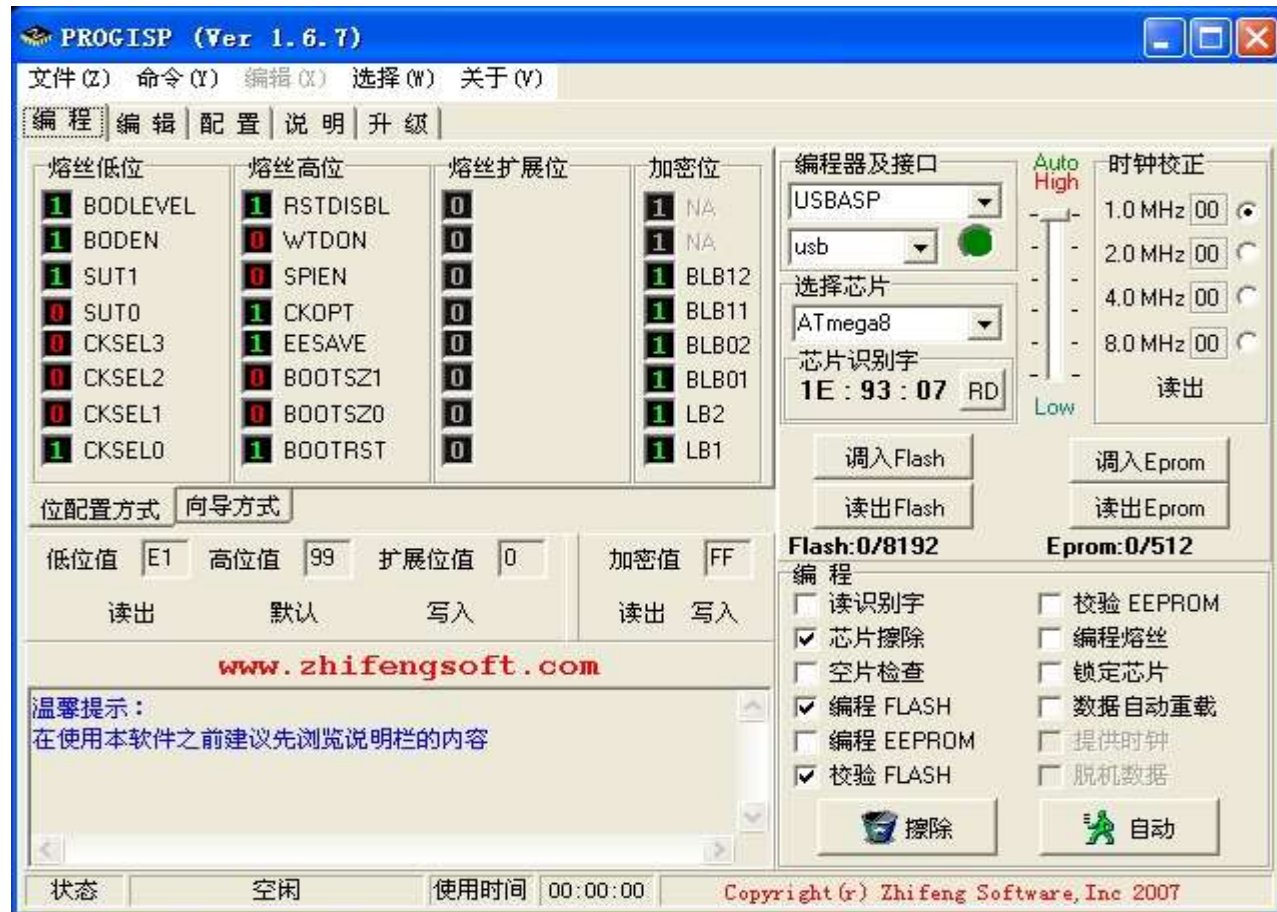 PROGISP (Ver 1.6.7)
文件(Z) 命令(Y) 编辑(X) 选择(W) 关于(V)
编 程 编 辑 配 置 说 明 升 级
熔丝低位
1 BODLEVEL
1 BODEN
1 SUT1
0 SUT0
0 CKSEL3
0 CKSEL2
0 CKSEL1
1 CKSEL0
熔丝高位
1 RSTDISBL
0 WTDON
0 SPIEN
1 CKOPT
1 EESAVE
0 BOOTSZ1
0 BOOTSZ0
1 BOOTRST
熔丝扩展位
0
0
0
0
0
0
0
0
加密位
1 NA
1 NA
1 BLB12
1 BLB11
1 BLB02
1 BLB01
1 LB2
1 LB1
位配置方式 向导方式
低位值 E1 高位值 99 扩展位值 0 加密值 FF
读出 默认 写入 读出 写入
www.zhifengsoft.com
温馨提示：
在使用本软件之前建议先浏览说明栏的内容
编程器及接口
USBASP
usb
选择芯片
ATmega8
芯片识别字
1E : 93 : 07 RD
Auto
High
Low
时钟校正
1.0 MHz 00
2.0 MHz 00
4.0 MHz 00
8.0 MHz 00
读出
调入Flash 调入Eprom
读出Flash 读出Eprom
Flash:0/8192 Eprom:0/512
编 程
读识别字 校验 EEPROM
芯片擦除 编程熔丝
空片检查 锁定芯片
编程 FLASH 数据自动重载
编程 EEPROM 提供时钟
校验 FLASH 脱机数据
擦除 自动
状态 空闲 使用时间 00:00:00 Copyright(r) Zhifeng Software,Inc 2007